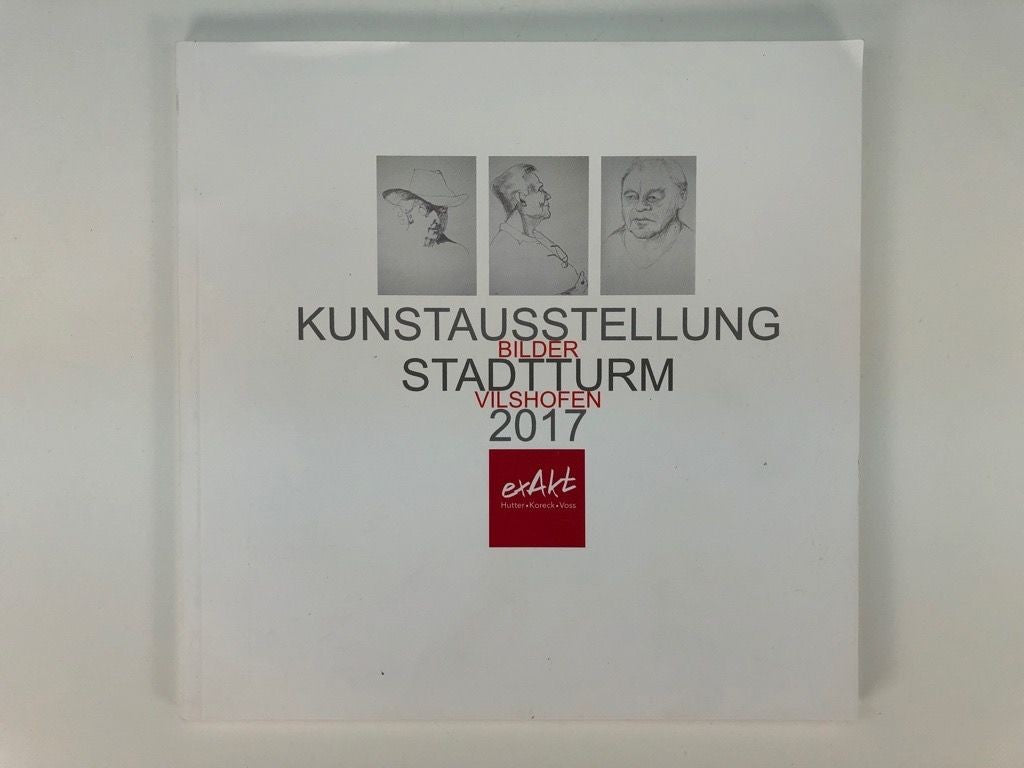 KUNSTAUSSTELLUNG
BILDER
STADTTURM
VILSHOFEN
2017
exAkt
Hutter•Koreck•Voss